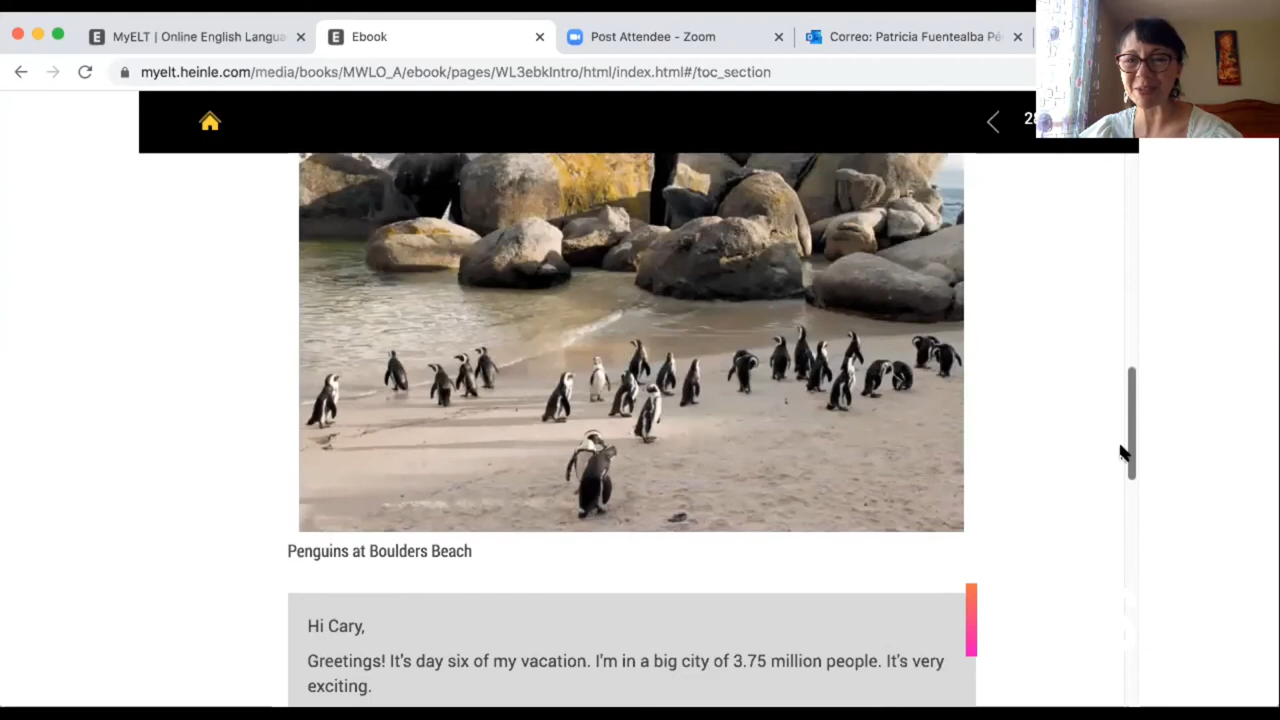 MyELT | Online English Langua
Ebook
Post Attendee - Zoom
Correo: Patricia Fuentealba Pé
myelt.heinle.com/media/books/MWLO_A/ebook/pages/WL3ebkIntro/html/index.html#/toc_section
Penguins at Boulders Beach
Hi Cary,
Greetings! It's day six of my vacation. I'm in a big city of 3.75 million people. It's very
exciting.